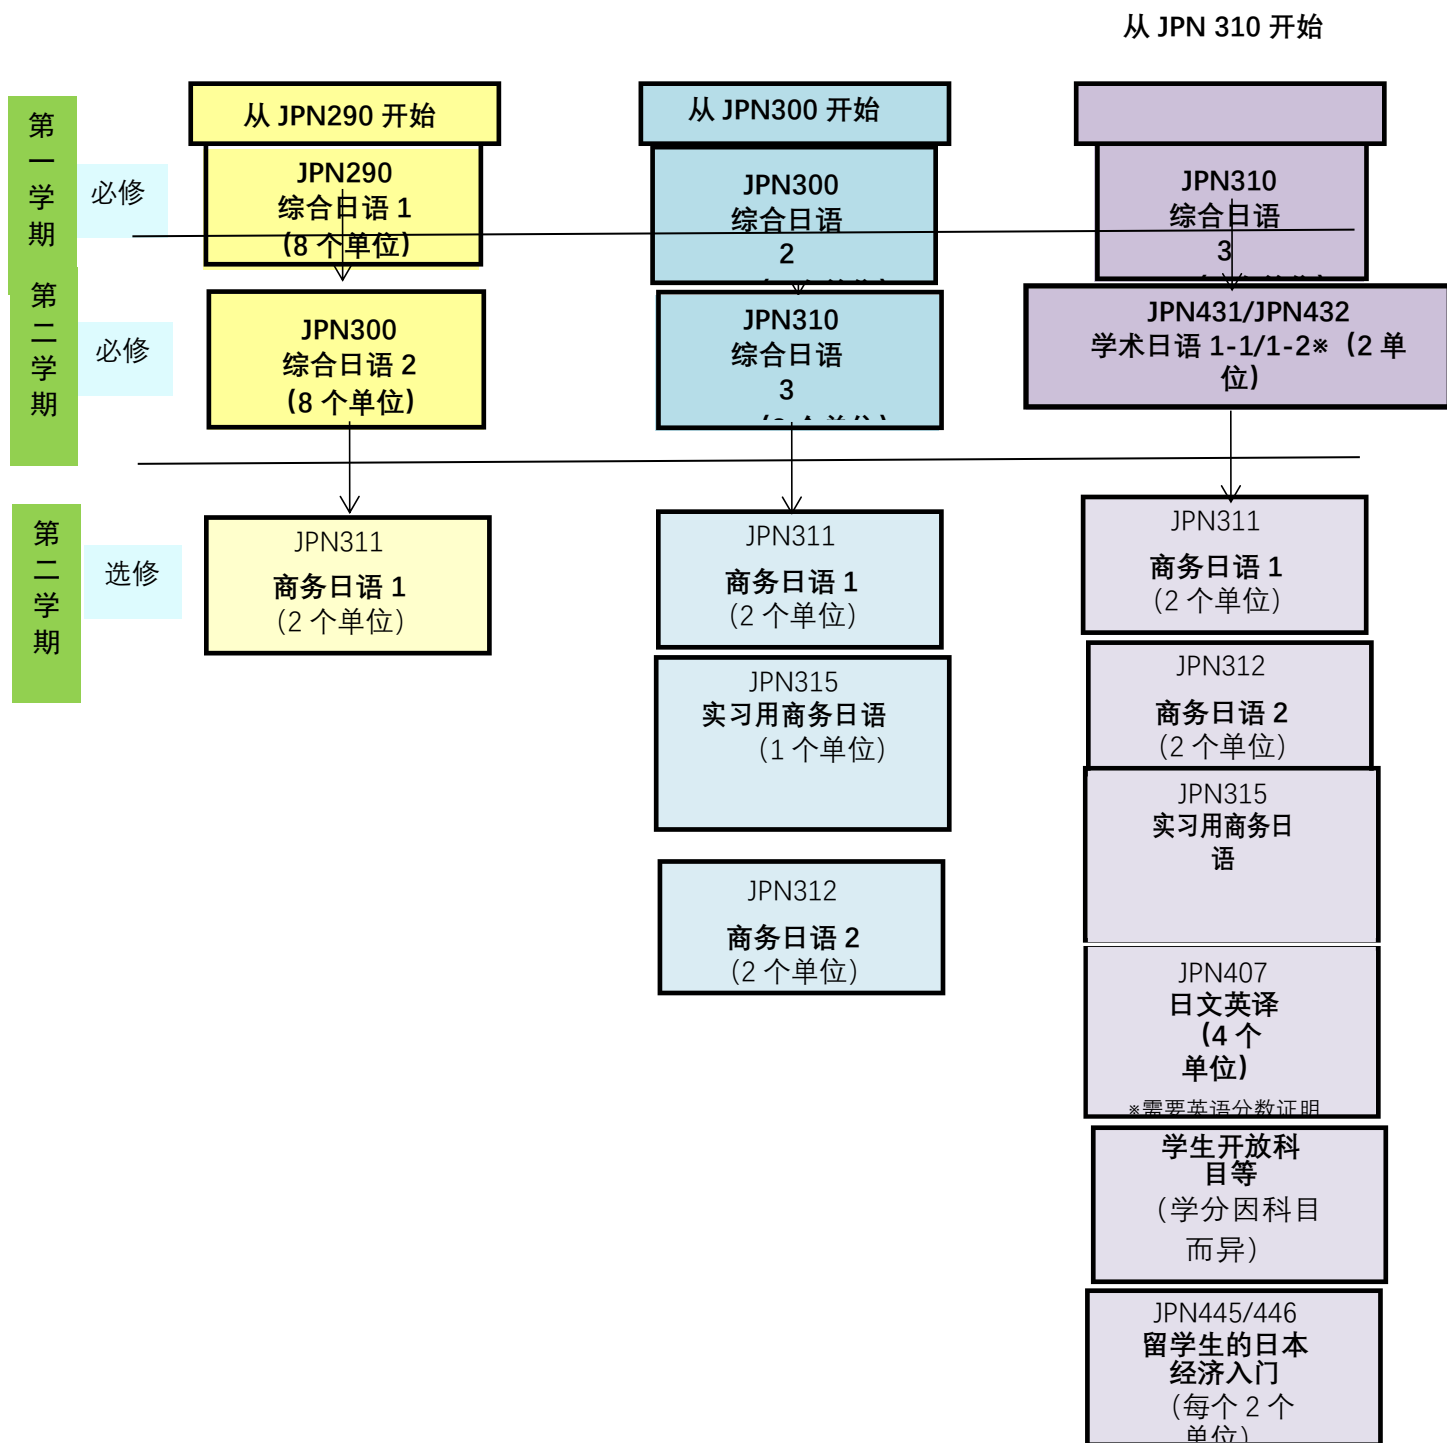 从 JPN 310 开始
从 JPN290 开始
从 JPN300 开始
第
一
学
期
必修
JPN290
综合日语 1
(8 个单位)
JPN300
综合日语
2
JPN310
综合日语
3
第
二
学
期
必修
JPN300
综合日语 2
(8 个单位)
JPN310
综合日语
3
JPN431/JPN432
学术日语 1-1/1-2※（2 单
位)
第
二
学
期
选修
JPN311
商务日语 1
(2 个单位)
JPN311
商务日语 1
(2 个单位)
JPN315
实习用商务日语
(1 个单位)
JPN312
商务日语 2
(2 个单位)
JPN311
商务日语 1
(2 个单位)
JPN312
商务日语 2
(2 个单位)
JPN315
实习用商务日
语
JPN407
日文英译
(4 个
单位)
※需要英语分数证明
学生开放科
目等
(学分因科目
而异)
JPN445/446
留学生的日本
经济入门
(每个 2 个
单位)